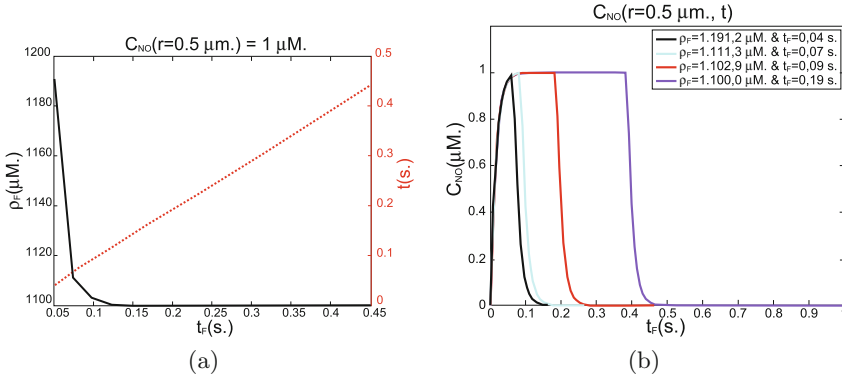 C_NO(r=0.5 μm.) = 1 μM.
1200
1180
1160
1140
1120
1100
ρ_F(μM.)
0.5
0.4
0.3
0.2
0.1
0
t(s.)
0.05 0.1 0.15 0.2 0.25 0.3 0.35 0.4 0.45
t_F(s.)
(a)
C_NO(r=0.5 μm., t)
ρ_F=1.191,2 μM. & t_F=0,04 s.
ρ_F=1.111,3 μM. & t_F=0,07 s.
ρ_F=1.102,9 μM. & t_F=0,09 s.
ρ_F=1.100,0 μM. & t_F=0,19 s.
1
0.8
0.6
0.4
0.2
0
C_NO(μM.)
0 0.1 0.2 0.3 0.4 0.5 0.6 0.7 0.8 0.9
t_F(s.)
(b)